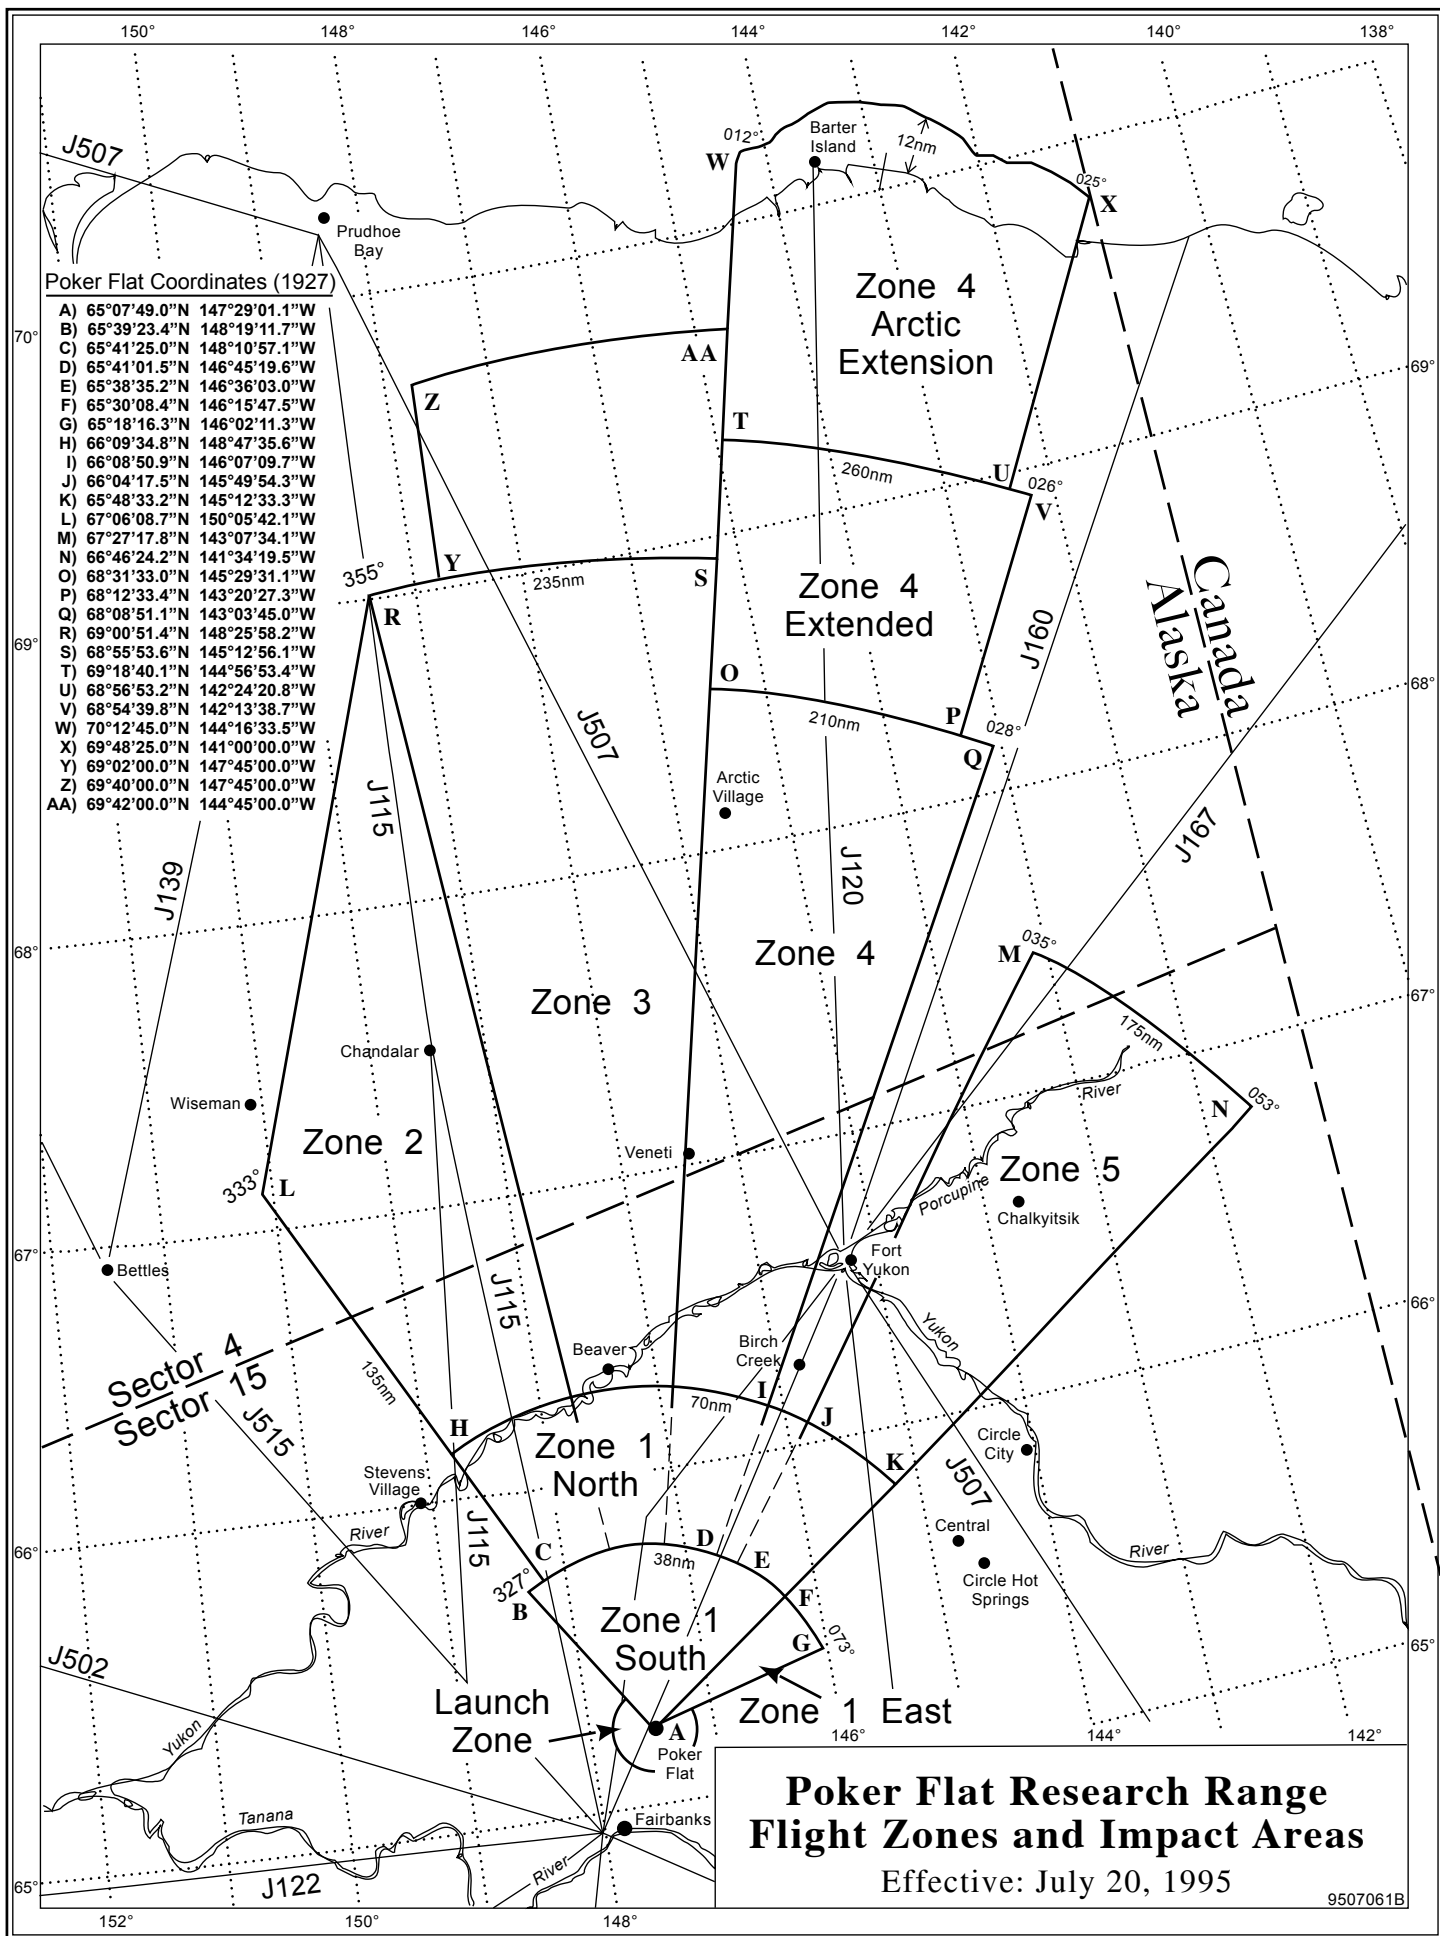 150°
148°
146°
144°
142°
140°
138°
J507
012°
Barter
Island
12nm
W
025°
X
Prudhoe
Bay
Poker Flat Coordinates (1927)
A) 65°07’49.0”N 147°29’01.1”W
B) 65°39’23.4”N 148°19’11.7”W
C) 65°41’25.0”N 148°10’57.1”W
D) 65°41’01.5”N 146°45’19.6”W
E) 65°38’35.2”N 146°36’03.0”W
F) 65°30’08.4”N 146°15’47.5”W
G) 65°18’16.3”N 146°02’11.3”W
H) 66°09’34.8”N 148°47’35.6”W
I) 66°08’50.9”N 146°07’09.7”W
J) 66°04’17.5”N 145°49’54.3”W
K) 65°48’33.2”N 145°12’33.3”W
L) 67°06’08.7”N 150°05’42.1”W
M) 67°27’17.8”N 143°07’34.1”W
N) 66°46’24.2”N 141°34’19.5”W
O) 68°31’33.0”N 145°29’31.1”W
P) 68°12’33.4”N 143°20’27.3”W
Q) 68°08’51.1”N 143°03’45.0”W
R) 69°00’51.4”N 148°25’58.2”W
S) 68°55’53.6”N 145°12’56.1”W
T) 69°18’40.1”N 144°56’53.4”W
U) 68°56’53.2”N 142°24’20.8”W
V) 68°54’39.8”N 142°13’38.7”W
W) 70°12’45.0”N 144°16’33.5”W
X) 69°48’25.0”N 141°00’00.0”W
Y) 69°02’00.0”N 147°45’00.0”W
Z) 69°40’00.0”N 147°45’00.0”W
AA) 69°42’00.0”N 144°45’00.0”W
Zone 4
Arctic
Extension
70°
AA
69°
Z
T
260nm
U
026°
V
Y
355°
235nm
S
R
Zone 4
Extended
Canada
Alaska
J160
69°
O
68°
210nm
P
028°
Q
J507
Arctic
Village
J115
J167
J139
J120
68°
Zone 4
M
035°
67°
Zone 3
175nm
Chandalar
Wiseman
River
053°
N
Zone 2
Veneti
Zone 5
333°
L
Porcupine
Chalkyitsik
67°
Bettles
Fort
Yukon
66°
J115
Yukon
Birch
Creek
Beaver
Sector 4
Sector 15
135nm
I
70nm
J
J515
H
Zone 1
North
Circle
City
K
J507
Stevens
Village
River
J115
Central
66°
C
D
38nm
E
River
Circle Hot
Springs
327°
B
F
Zone 1
South
073°
G
65°
J502
Launch
Zone
Zone 1 East
Yukon
A
Poker
Flat
146°
144°
142°
Poker Flat Research Range
Flight Zones and Impact Areas
Effective: July 20, 1995
9507061B
Tanana
Fairbanks
River
65°
J122
152°
150°
148°